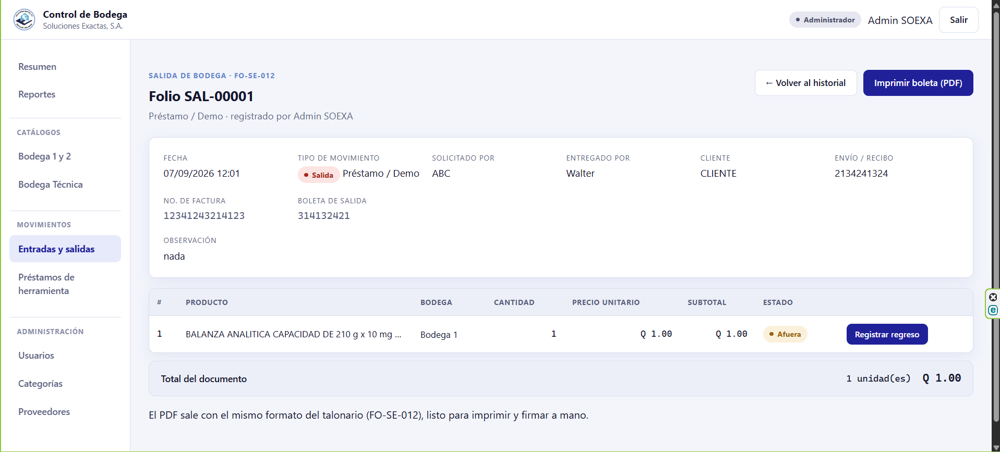 Control de Bodega
Soluciones Exactas, S.A.
Administrador
Admin SOEXA
Salir
Resumen
Reportes
CATÁLOGOS
Bodega 1 y 2
Bodega Técnica
MOVIMIENTOS
Entradas y salidas
Préstamos de
herramienta
ADMINISTRACIÓN
Usuarios
Categorías
Proveedores
SALIDA DE BODEGA · FO-SE-012
Folio SAL-00001
Préstamo / Demo · registrado por Admin SOEXA
← Volver al historial
Imprimir boleta (PDF)
FECHA
07/09/2026 12:01
TIPO DE MOVIMIENTO
Salida Préstamo / Demo
SOLICITADO POR
ABC
ENTREGADO POR
Walter
CLIENTE
CLIENTE
ENVÍO / RECIBO
2134241324
NO. DE FACTURA
12341243214123
BOLETA DE SALIDA
314132421
OBSERVACIÓN
nada
# PRODUCTO BODEGA CANTIDAD PRECIO UNITARIO SUBTOTAL ESTADO
1 BALANZA ANALITICA CAPACIDAD DE 210 g x 10 mg ... Bodega 1 1 Q 1.00 Q 1.00 Afuera Registrar regreso
Total del documento 1 unidad(es) Q 1.00
El PDF sale con el mismo formato del talonario (FO-SE-012), listo para imprimir y firmar a mano.